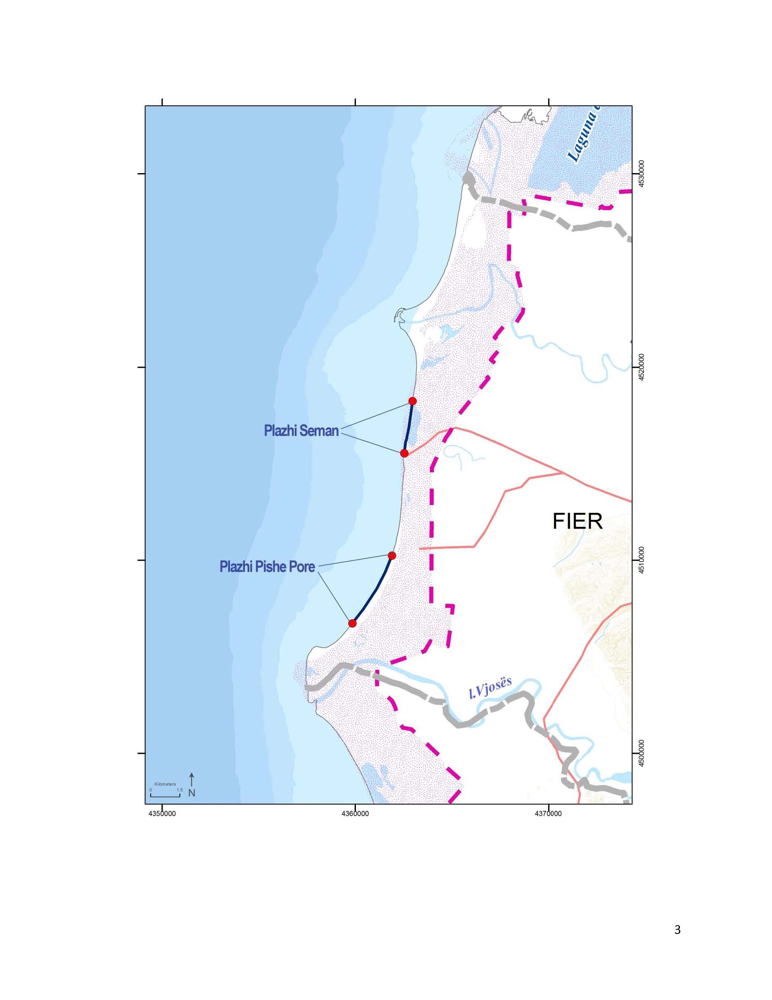 Laguna e
4530000
4520000
Plazhi Seman
FIER
4510000
Plazhi Pishe Pore
l.Vjosës
4500000
Kilometers
0 1.5
N
4350000 4360000 4370000
3